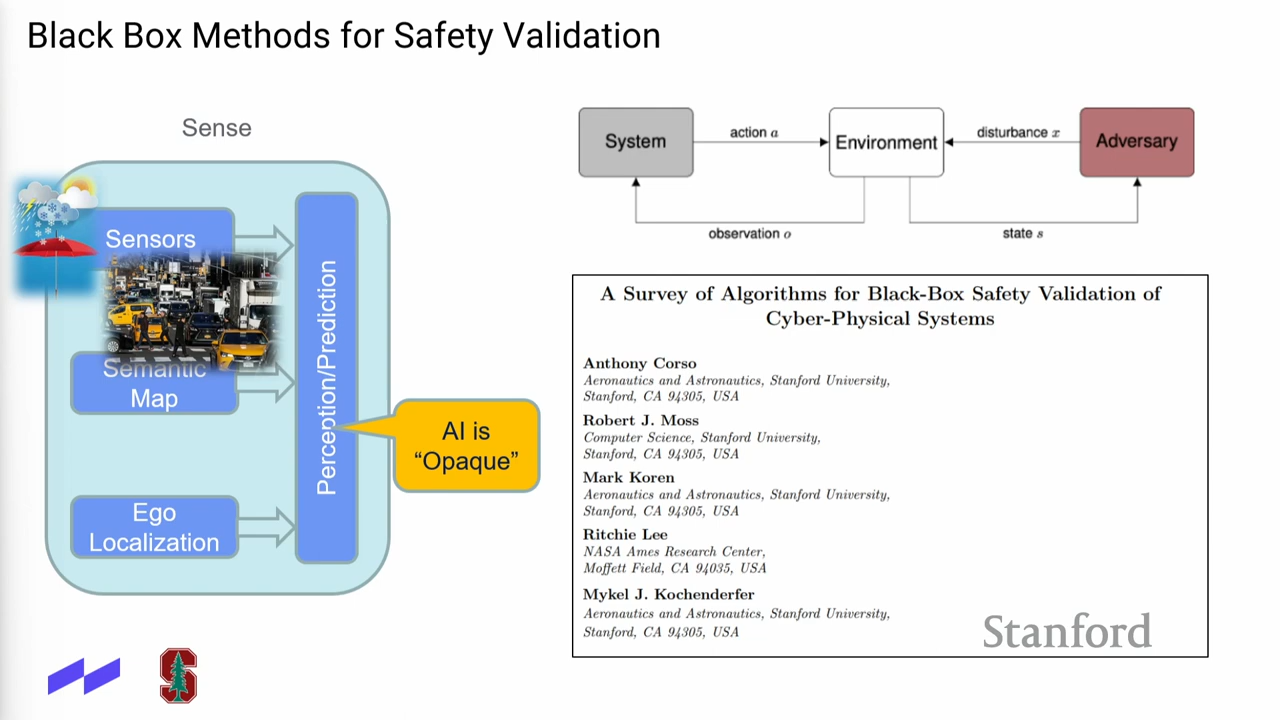 Black Box Methods for Safety Validation
Sense
Sensors
Semantic
Map
Ego
Localization
Perception/Prediction
AI is
“Opaque”
System
action a
Environment
disturbance x
Adversary
observation o
state s
A Survey of Algorithms for Black-Box Safety Validation of
Cyber-Physical Systems
Anthony Corso
Aeronautics and Astronautics, Stanford University,
Stanford, CA 94305, USA
Robert J. Moss
Computer Science, Stanford University,
Stanford, CA 94305, USA
Mark Koren
Aeronautics and Astronautics, Stanford University,
Stanford, CA 94305, USA
Ritchie Lee
NASA Ames Research Center,
Moffett Field, CA 94035, USA
Mykel J. Kochenderfer
Aeronautics and Astronautics, Stanford University,
Stanford, CA 94305, USA
Stanford
S